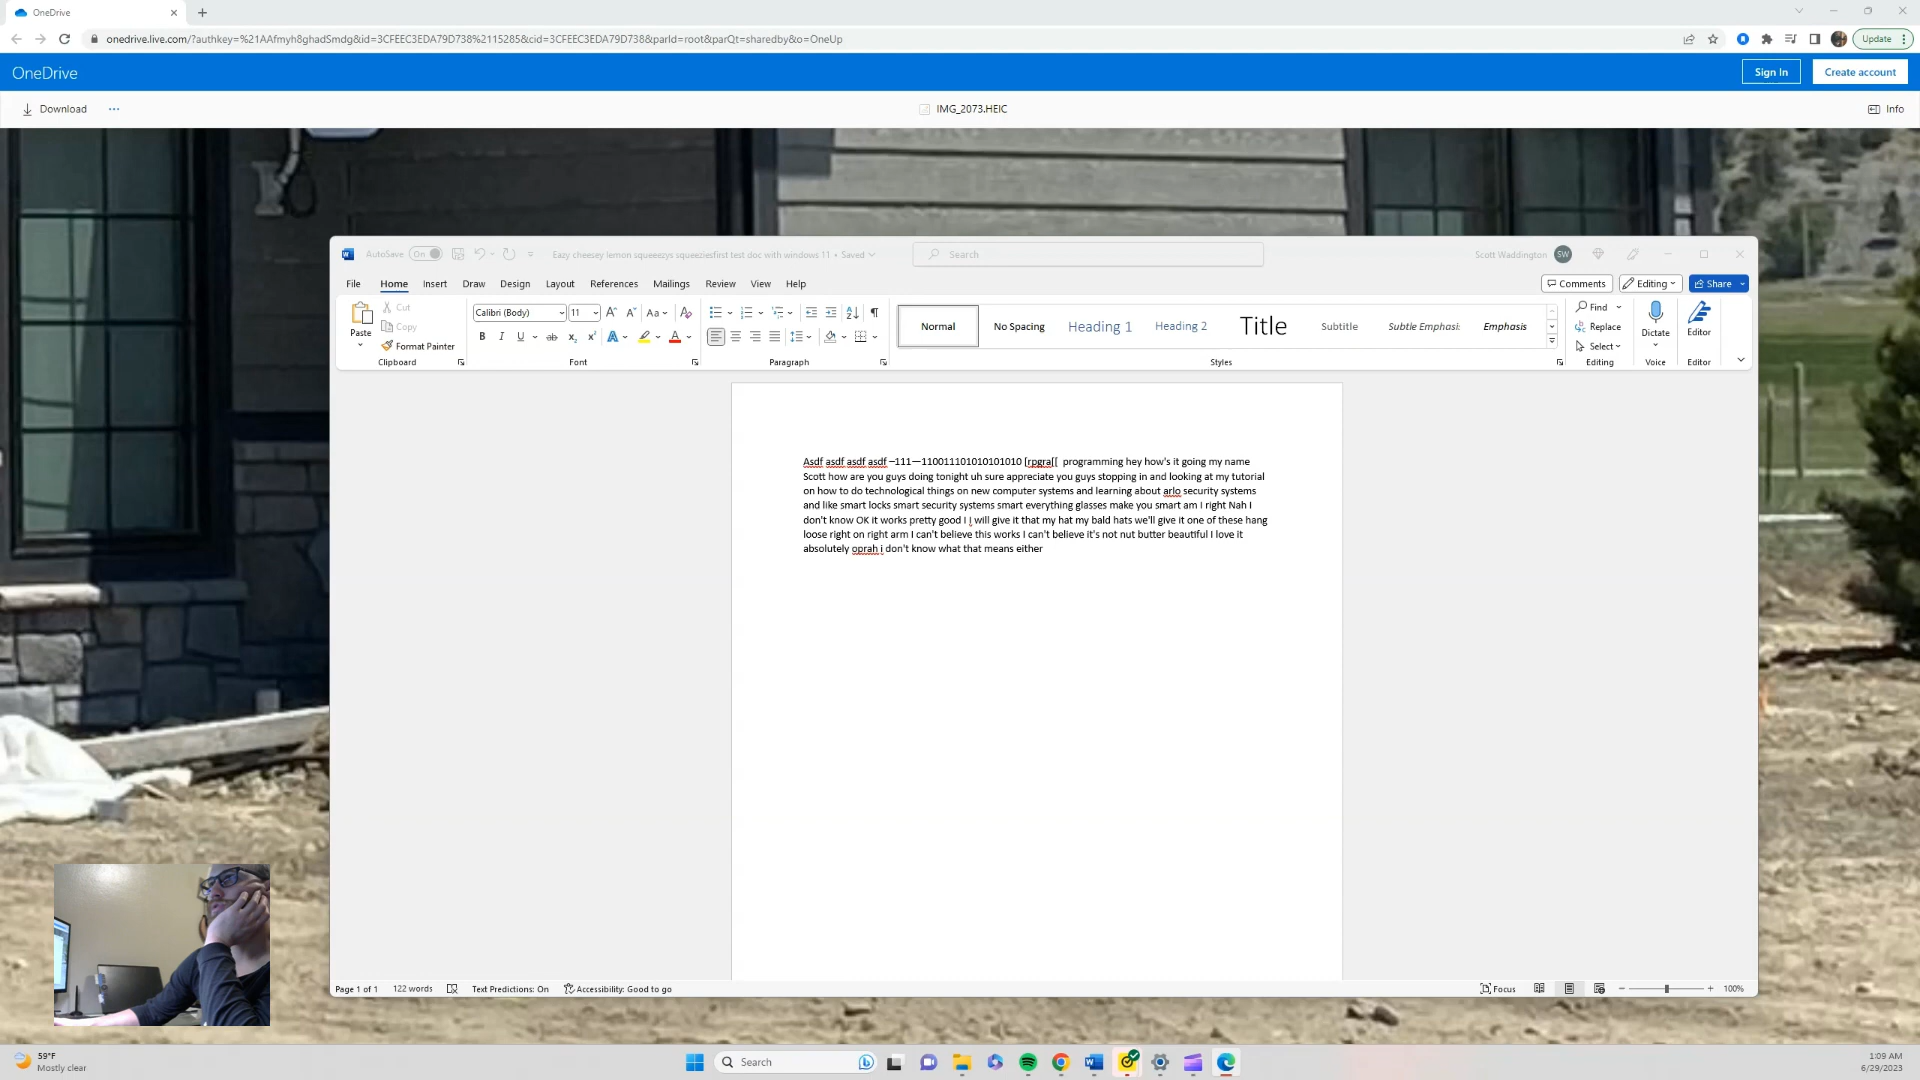 OneDrive
onedrive.live.com/?authkey=%21AAfmyh8ghadSmdg&id=3CFEEC3EDA79D738%2115285&cid=3CFEEC3EDA79D738&parId=root&parQt=sharedby&o=OneUp
Update
OneDrive
Sign In
Create account
Download
IMG_2073.HEIC
Info
AutoSave On
Eazy cheesey lemon squeeezys squeeziesfirst test doc with windows 11 • Saved
Search
Scott Waddington SW
File Home Insert Draw Design Layout References Mailings Review View Help
Comments Editing Share
Paste
Cut
Copy
Format Painter
Clipboard
Calibri (Body) 11
Font
Paragraph
Normal No Spacing Heading 1 Heading 2 Title Subtitle Subtle Emphasi: Emphasis
Styles
Find
Replace
Select
Editing
Dictate
Voice
Editor
Editor
Asdf asdf asdf asdf –111—110011101010101010 [rpgra[[ programming hey how's it going my name
Scott how are you guys doing tonight uh sure appreciate you guys stopping in and looking at my tutorial
on how to do technological things on new computer systems and learning about arlo security systems
and like smart locks smart security systems smart everything glasses make you smart am I right Nah I
don't know OK it works pretty good I i will give it that my hat my bald hats we'll give it one of these hang
loose right on right arm I can't believe this works I can't believe it's not nut butter beautiful I love it
absolutely oprah i don't know what that means either
Page 1 of 1 122 words Text Predictions: On Accessibility: Good to go
Focus 100%
59°F
Mostly clear
Search
1:09 AM
6/29/2023